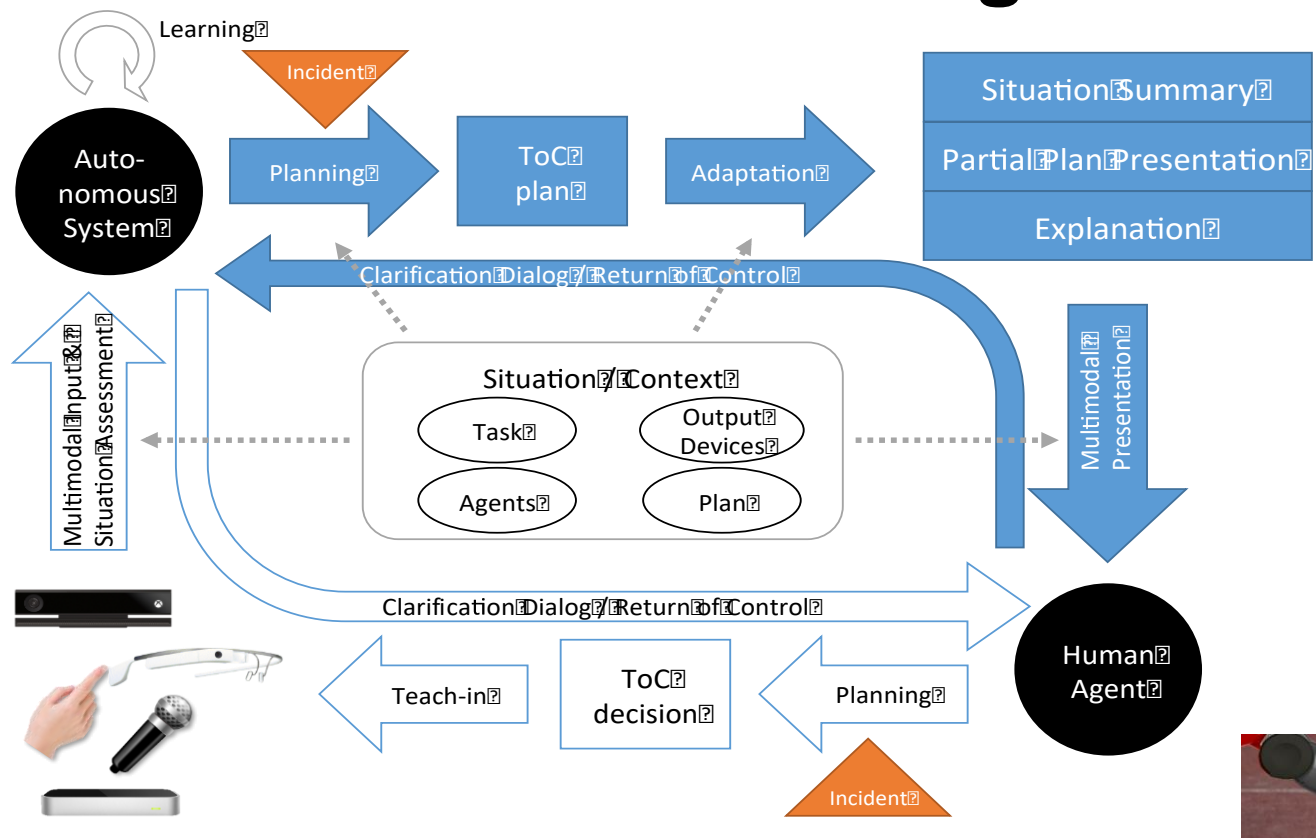 Learning
Incident
Auto-
nomous
System
Planning
ToC
plan
Adaptation
Situation Summary
Partial Plan Presentation
Explanation
Clarification Dialog / Return of Control
Multimodal Input &
Situation Assessment
Situation / Context
Task
Output
Devices
Agents
Plan
Multimodal
Presentation
Clarification Dialog / Return of Control
Teach-in
ToC
decision
Planning
Human
Agent
Incident